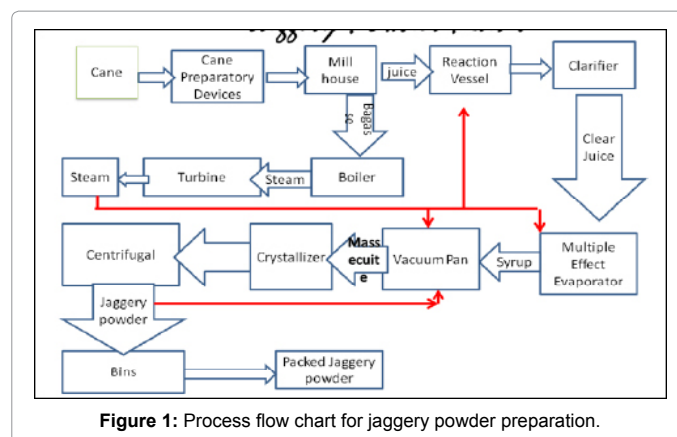 Cane
Cane
Preparatory
Devices
Mill
house
juice
Reaction
Vessel
Clarifier
Bagas
se
Clear
Juice
Steam
Turbine
Steam
Boiler
Centrifugal
Crystallizer
Mass
ecuit
e
Vacuum Pan
Syrup
Multiple
Effect
Evaporator
Jaggery
powder
Bins
Packed Jaggery
powder
Figure 1: Process flow chart for jaggery powder preparation.